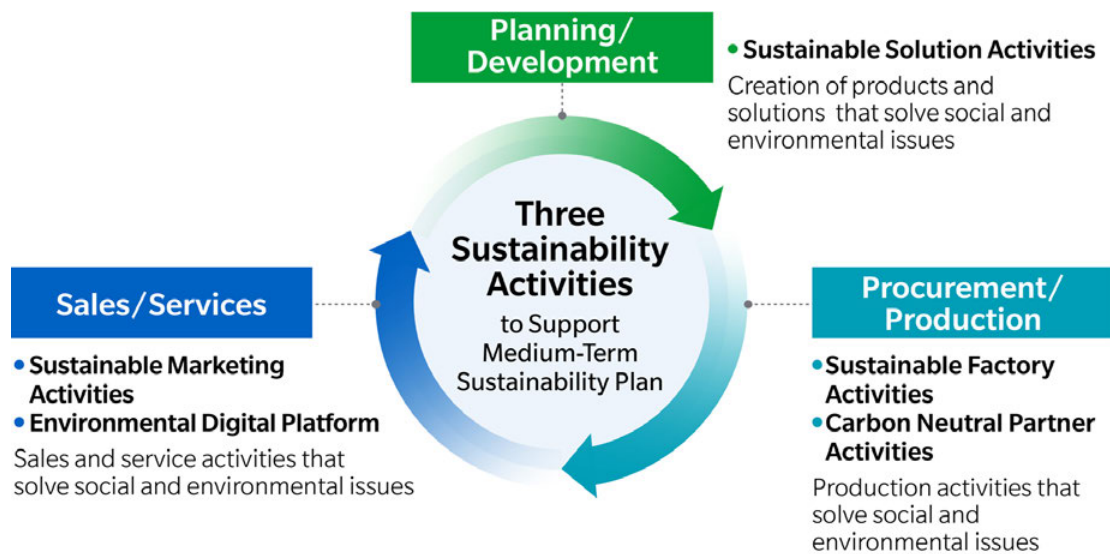 Planning/
Development
• Sustainable Solution Activities
Creation of products and
solutions that solve social and
environmental issues
Three
Sustainability
Activities
to Support
Medium-Term
Sustainability Plan
Sales/Services
• Sustainable Marketing
Activities
• Environmental Digital Platform
Sales and service activities that
solve social and environmental issues
Procurement/
Production
• Sustainable Factory
Activities
• Carbon Neutral Partner
Activities
Production activities that
solve social and
environmental issues